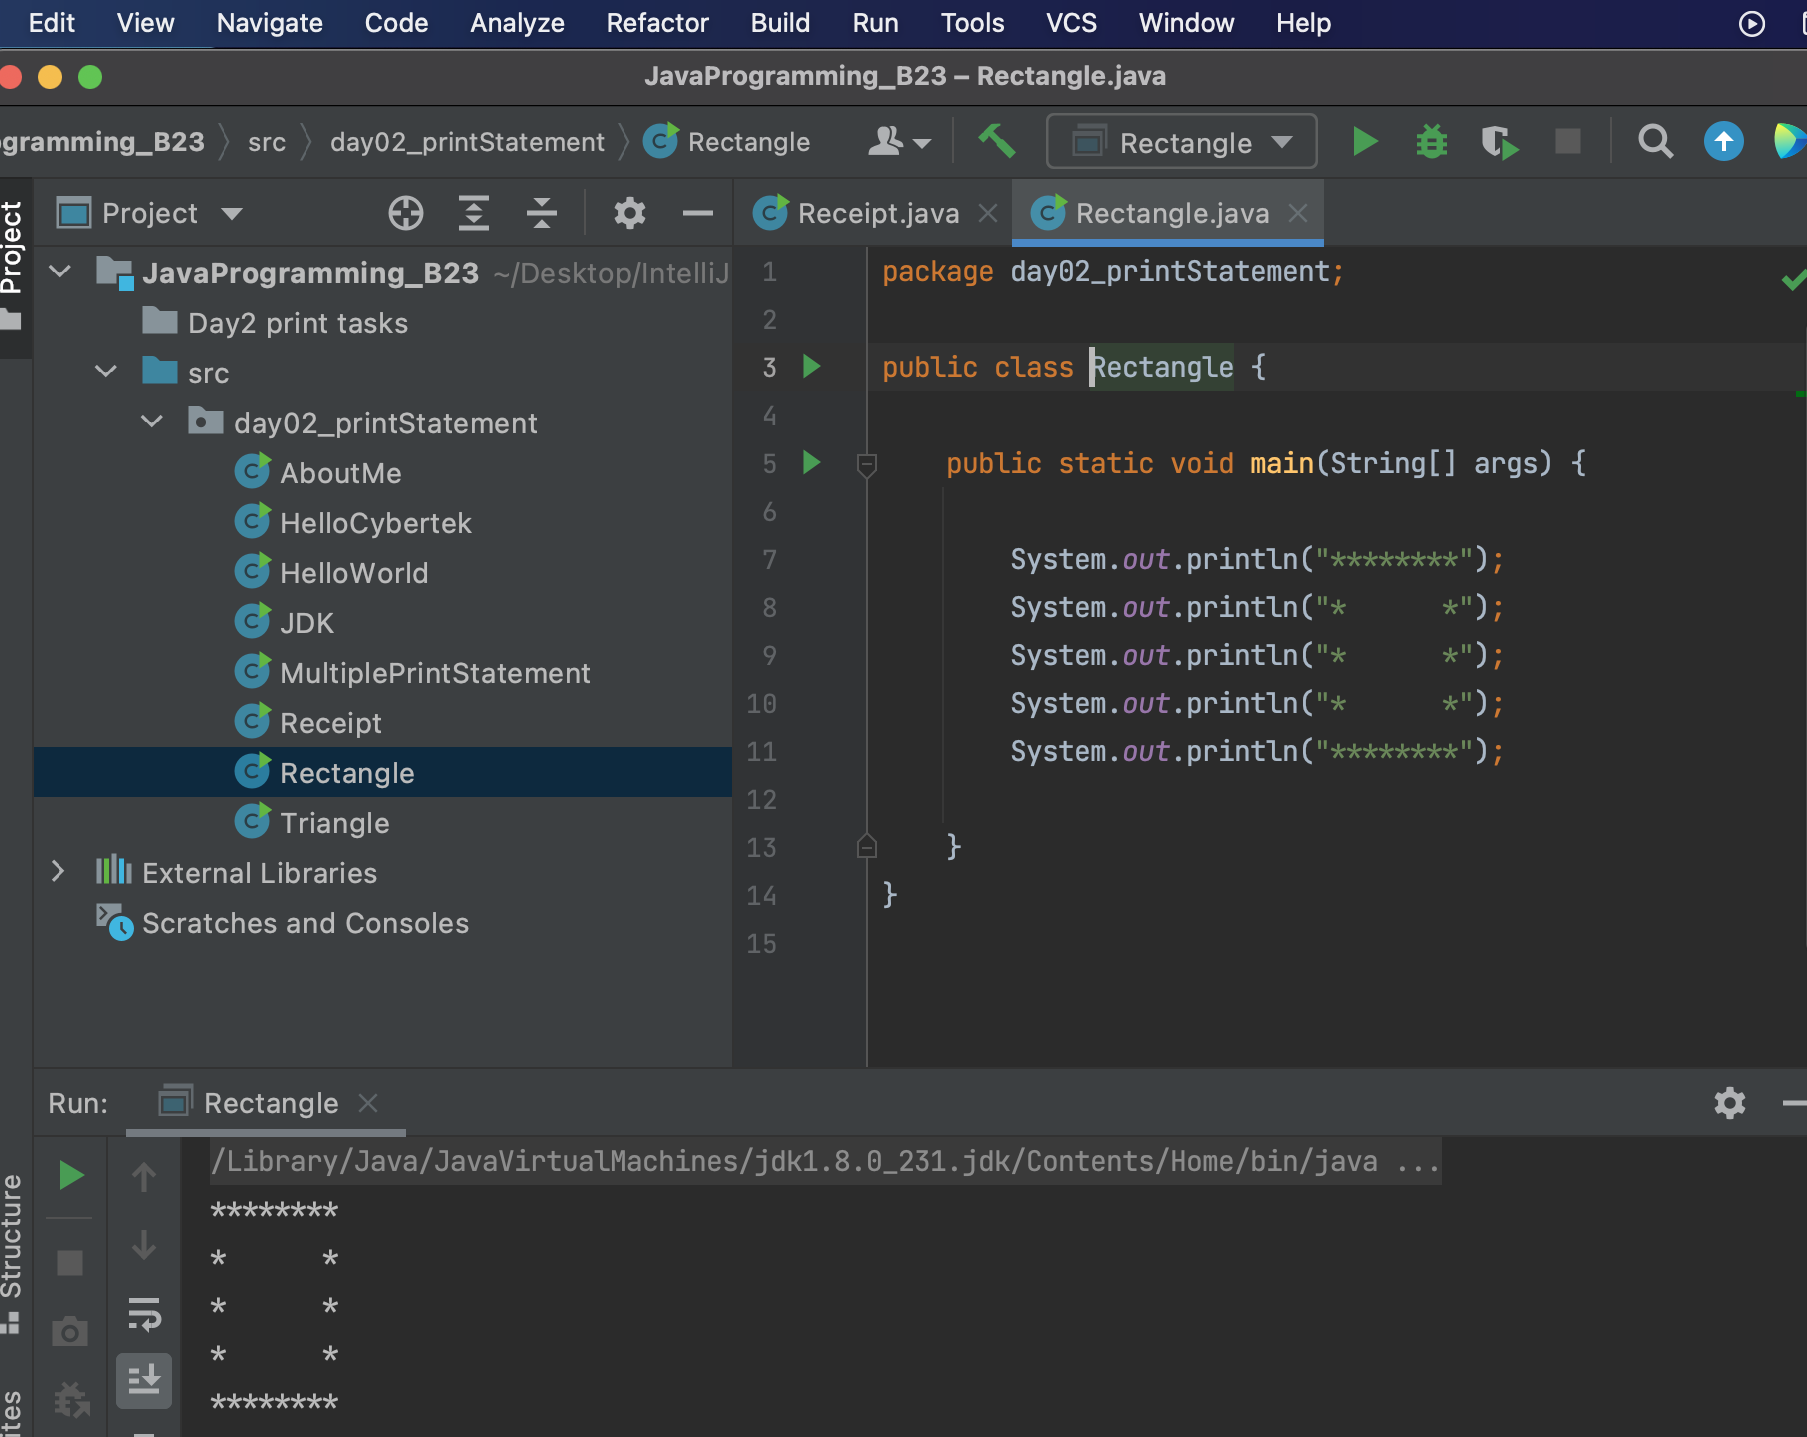 Edit View Navigate Code Analyze Refactor Build Run Tools VCS Window Help
JavaProgramming_B23 – Rectangle.java
gramming_B23 src day02_printStatement Rectangle Rectangle
Project
Project Receipt.java Rectangle.java
JavaProgramming_B23 ~/Desktop/IntelliJ
Day2 print tasks
src
day02_printStatement
AboutMe
HelloCybertek
HelloWorld
JDK
MultiplePrintStatement
Receipt
Rectangle
Triangle
External Libraries
Scratches and Consoles
1 package day02_printStatement;
2
3 public class Rectangle {
4
5     public static void main(String[] args) {
6
7         System.out.println("********");
8         System.out.println("*      *");
9         System.out.println("*      *");
10         System.out.println("*      *");
11         System.out.println("********");
12
13     }
14 }
15
Run: Rectangle
/Library/Java/JavaVirtualMachines/jdk1.8.0_231.jdk/Contents/Home/bin/java ...
********
*      *
*      *
*      *
********
Structure
ites